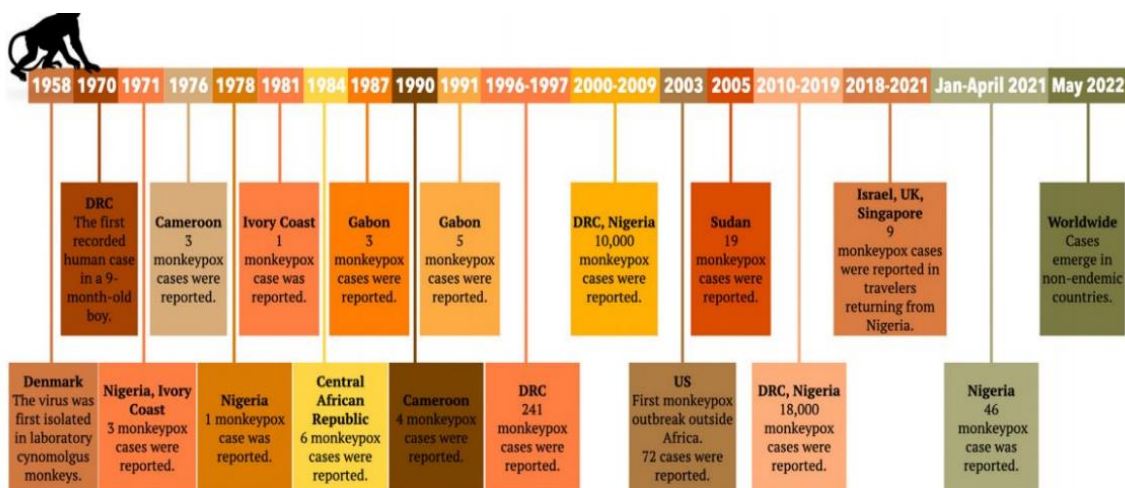 1958 1970 1971 1976 1978 1981 1984 1987 1990 1991 1996-1997 2000-2009 2003 2005 2010-2019 2018-2021 Jan-April 2021 May 2022
DRC
The first
recorded
human case
in a 9-
month-old
boy.
Cameroon
3
monkeypox
cases were
reported.
Ivory Coast
1
monkeypox
case was
reported.
Gabon
3
monkeypox
cases were
reported.
Gabon
5
monkeypox
cases were
reported.
DRC, Nigeria
10,000
monkeypox
cases were
reported.
Sudan
19
monkeypox
cases were
reported.
Israel, UK,
Singapore
9
monkeypox cases
were reported in
travelers
returning from
Nigeria.
Worldwide
Cases
emerge in
non-endemic
countries.
Denmark
The virus was
first isolated
in laboratory
cynomolgus
monkeys.
Nigeria, Ivory
Coast
3 monkeypox
cases were
reported.
Nigeria
1 monkeypox
case was
reported.
Central
African
Republic
6 monkeypox
cases were
reported.
Cameroon
4 monkeypox
cases were
reported.
DRC
241
monkeypox
cases were
reported.
US
First monkeypox
outbreak outside
Africa.
72 cases were
reported.
DRC, Nigeria
18,000
monkeypox
cases were
reported.
Nigeria
46
monkeypox
case was
reported.